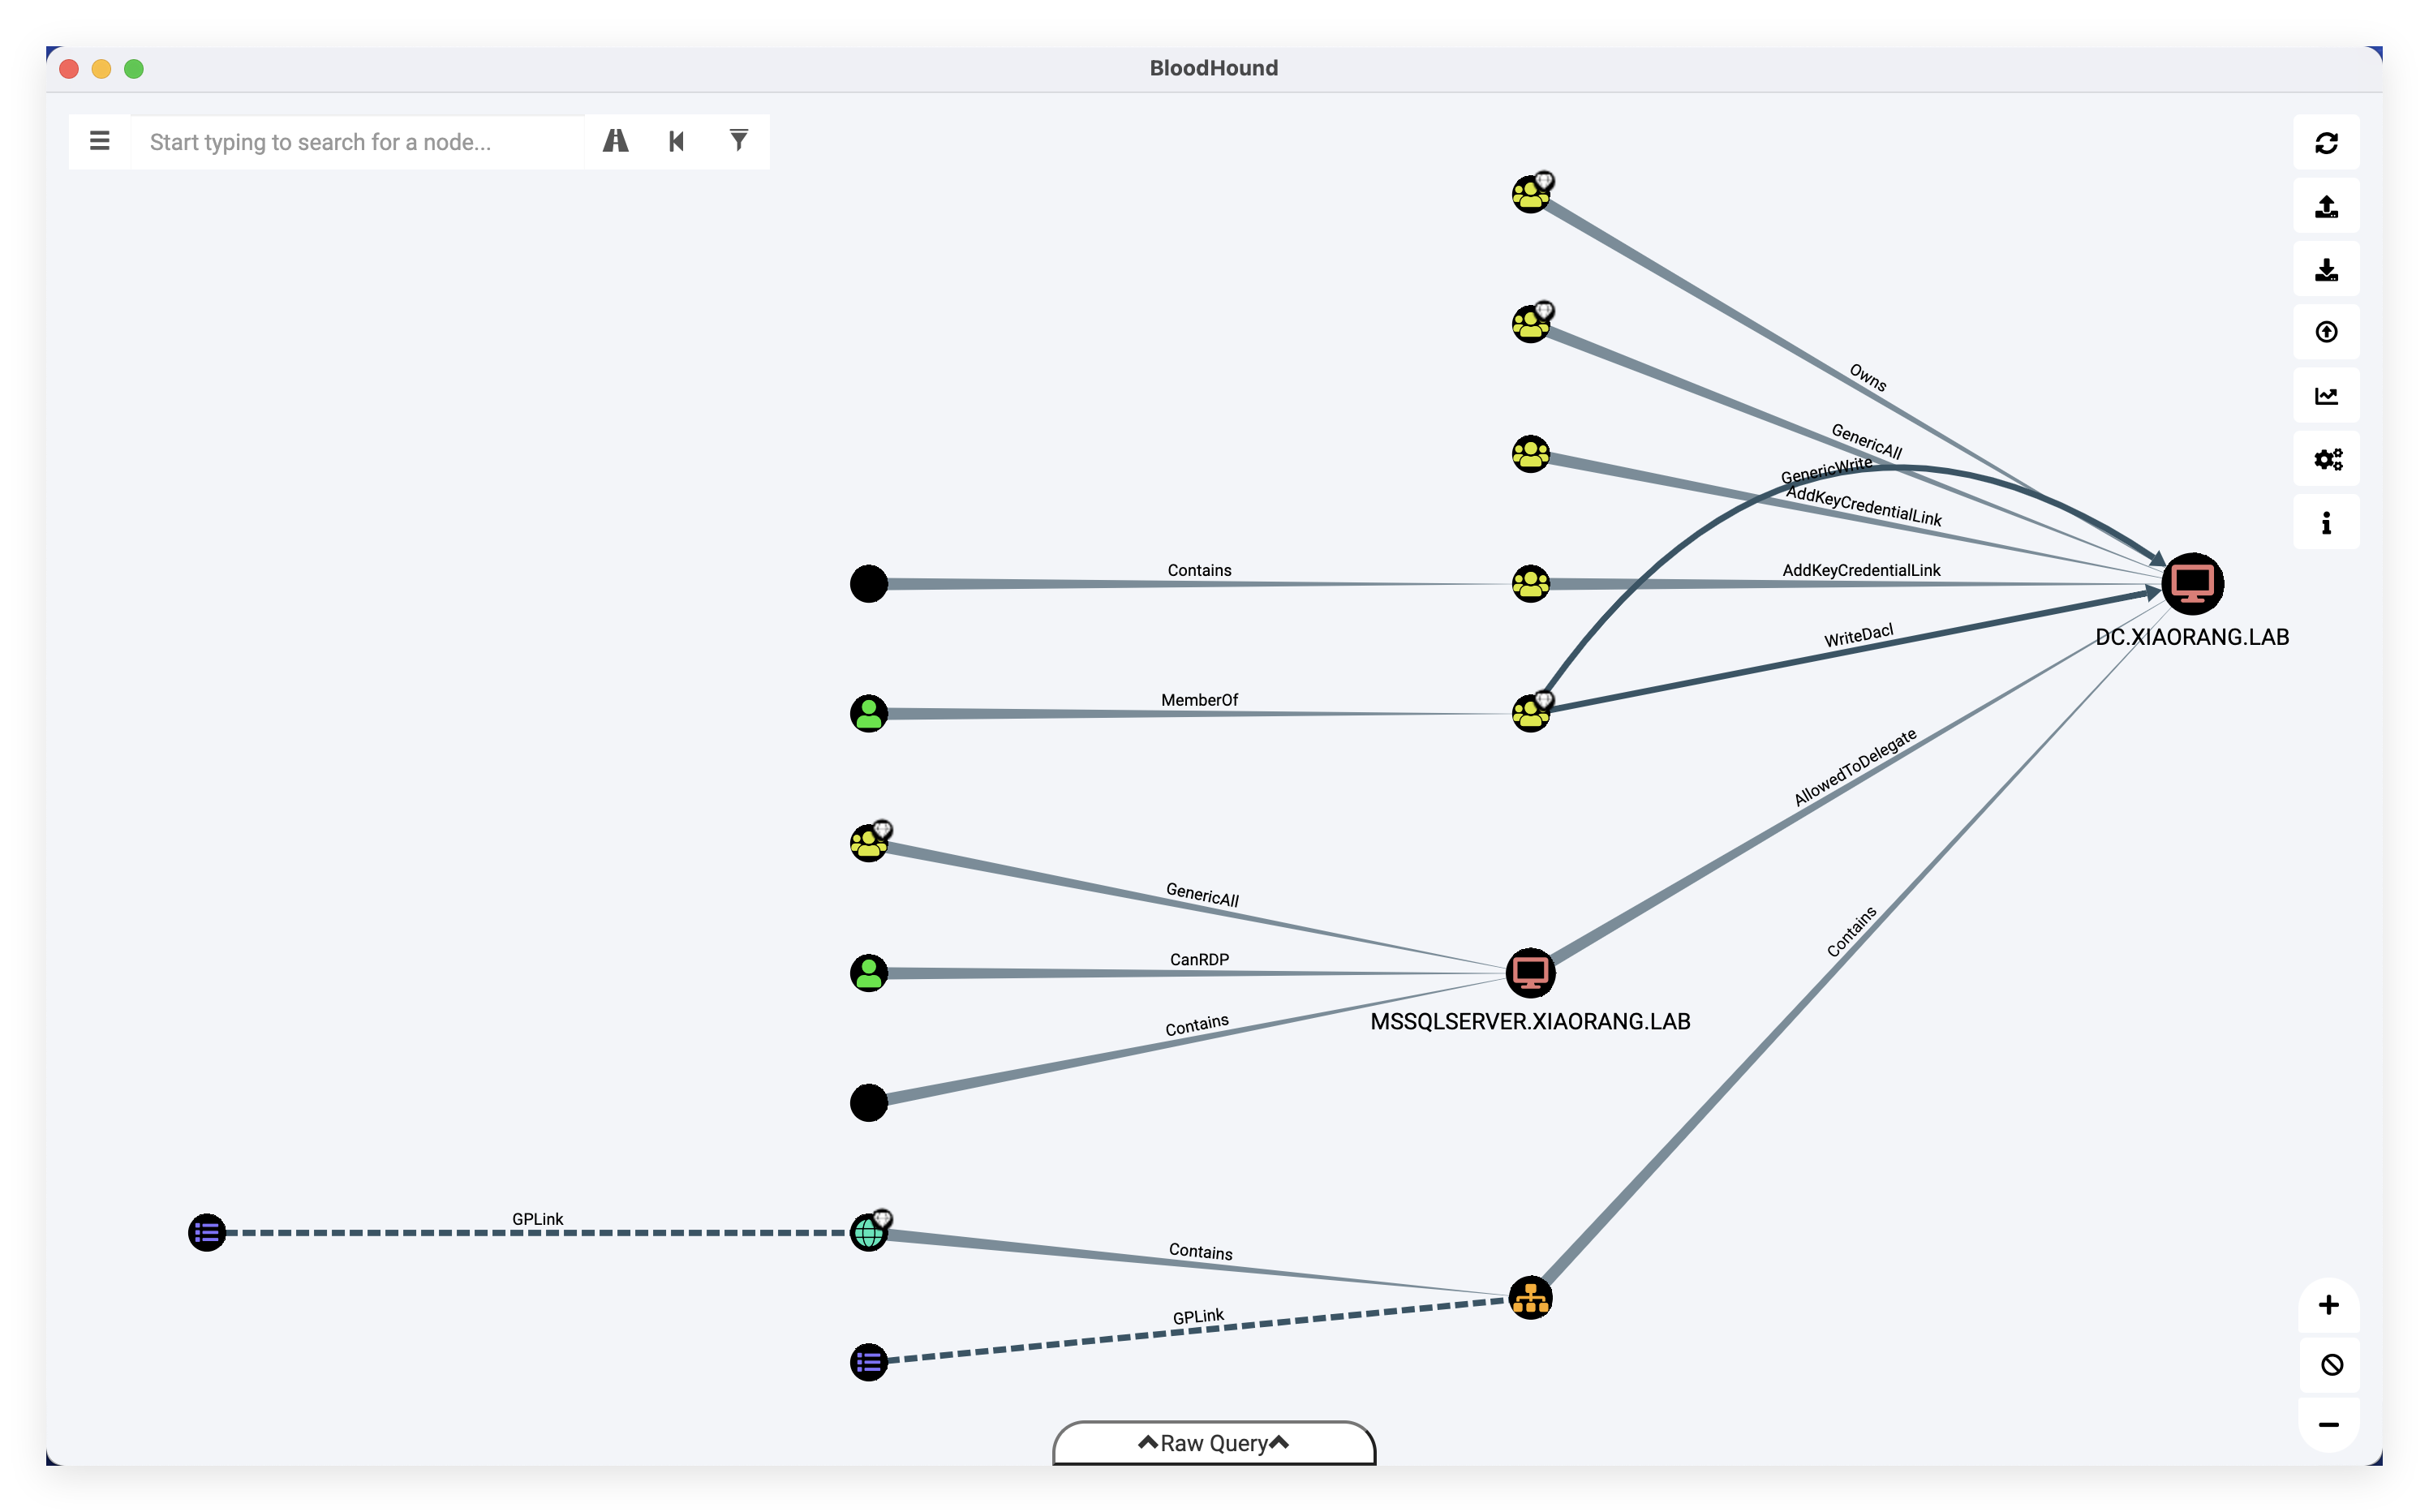 BloodHound
Start typing to search for a node...
Owns
GenericAll
GenericWrite
AddKeyCredentialLink
Contains
AddKeyCredentialLink
DC.XIAORANG.LAB
WriteDacl
MemberOf
AllowedToDelegate
GenericAll
Contains
CanRDP
MSSQLSERVER.XIAORANG.LAB
Contains
GPLink
Contains
GPLink
Raw Query